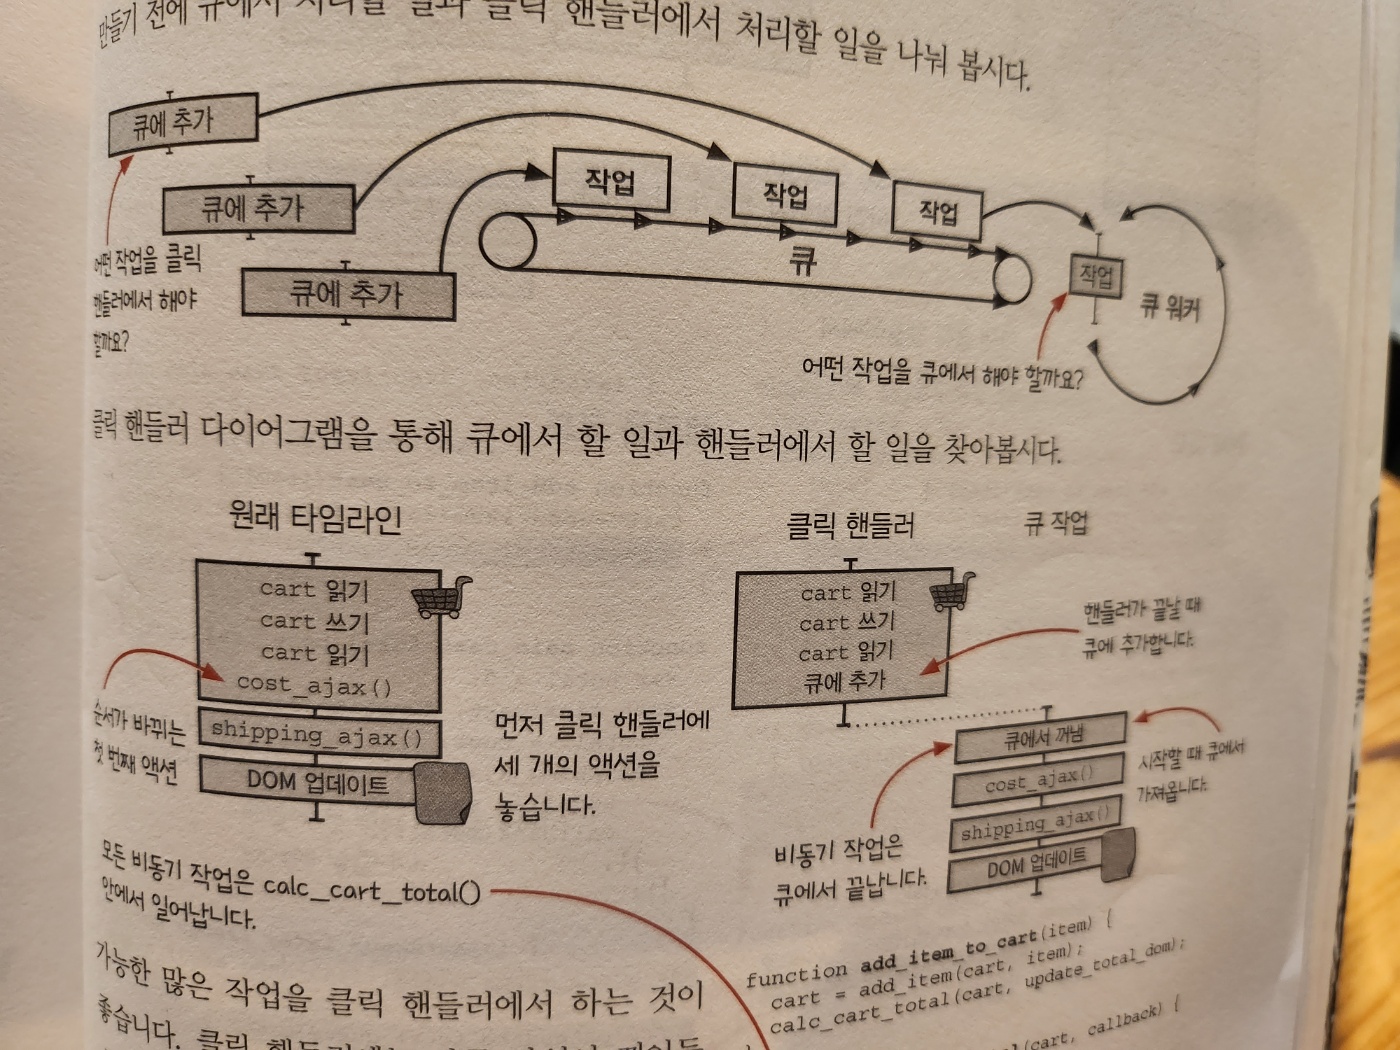 만들기 전에 큐에서 처리할 일과 클릭 핸들러에서 처리할 일을 나눠 봅시다.
큐에 추가
큐에 추가
큐에 추가
작업
작업
작업
큐
작업
큐 워커
어떤 작업을 클릭
핸들러에서 해야
할까요?
어떤 작업을 큐에서 해야 할까요?
클릭 핸들러 다이어그램을 통해 큐에서 할 일과 핸들러에서 할 일을 찾아봅시다.
원래 타임라인
cart 읽기
cart 쓰기
cart 읽기
cost_ajax()
shipping_ajax()
DOM 업데이트
순서가 바뀌는
첫 번째 액션
먼저 클릭 핸들러에
세 개의 액션을
놓습니다.
클릭 핸들러
큐 작업
cart 읽기
cart 쓰기
cart 읽기
큐에 추가
핸들러가 끝날 때
큐에 추가합니다.
큐에서 꺼냄
cost_ajax()
shipping_ajax()
DOM 업데이트
시작할 때 큐에서
가져옵니다.
비동기 작업은
큐에서 끝납니다.
모든 비동기 작업은 calc_cart_total()
안에서 일어납니다.
가능한 많은 작업을 클릭 핸들러에서 하는 것이
좋습니다. 클릭
function add_item_to_cart(item) {
cart = add_item(cart, item);
calc_cart_total(cart, update_total_dom);
(cart, callback) {